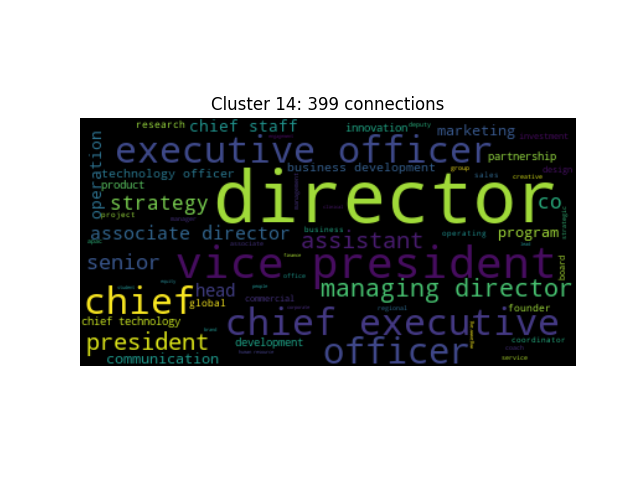 Cluster 14: 399 connections
research chief staff innovation deputy marketing investment
executive officer partnership
operation technology officer business development group sales creative design
product director co
strategy
project manager strategic
associate director assistant operating program
business
apac associate
senior vice president finance board
office
head managing director
chief global commercial people equity
regional founder
chief technology chief executive
president development officer coordinator
communication human resource coach service